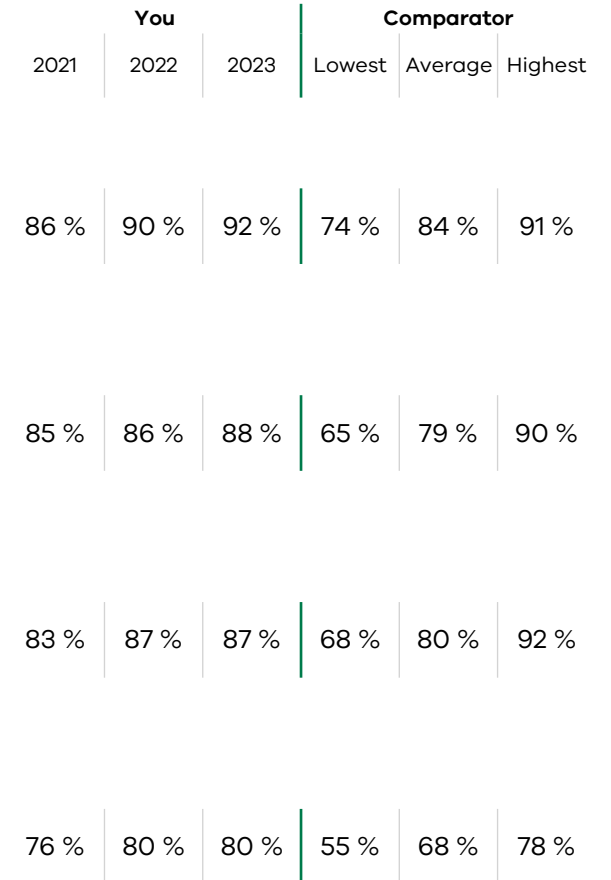 You Comparator
2021 2022 2023 Lowest Average Highest
86 % 90 % 92 % 74 % 84 % 91 %
85 % 86 % 88 % 65 % 79 % 90 %
83 % 87 % 87 % 68 % 80 % 92 %
76 % 80 % 80 % 55 % 68 % 78 %